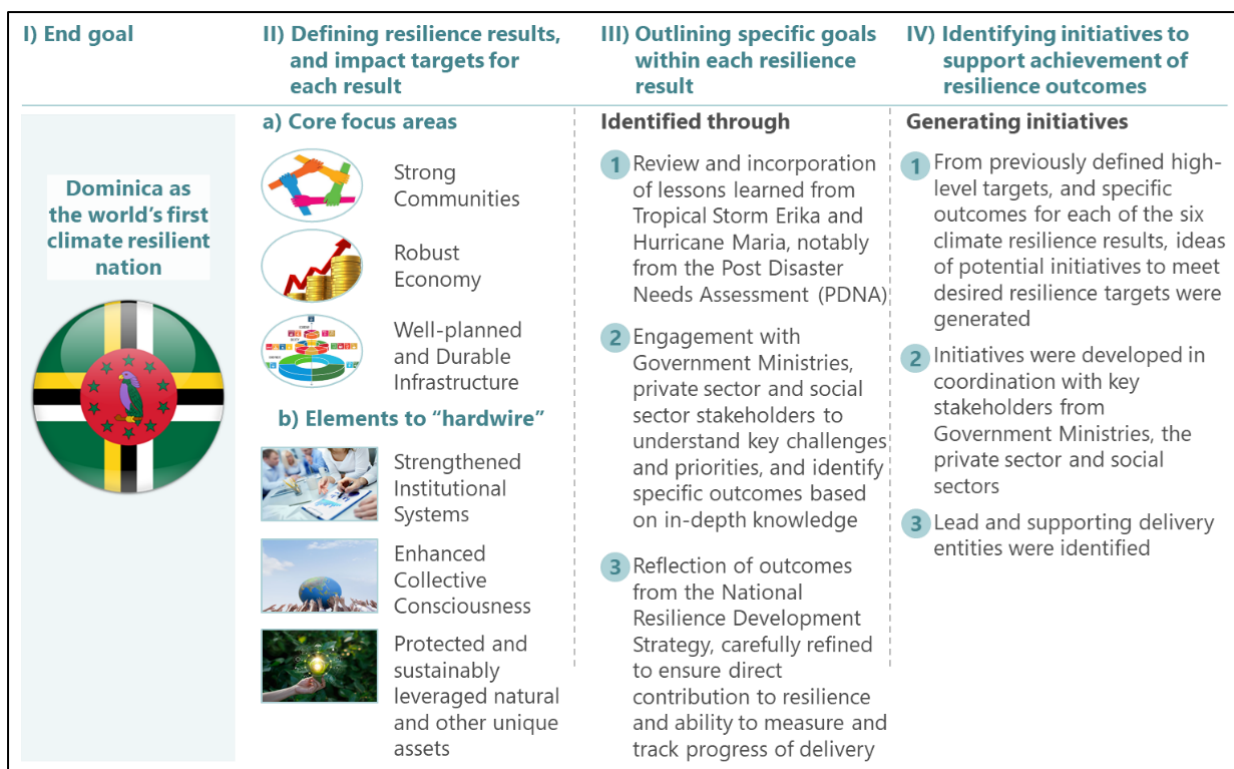 I) End goal
II) Defining resilience results,
and impact targets for
each result
III) Outlining specific goals
within each resilience
result
IV) Identifying initiatives to
support achievement of
resilience outcomes
Dominica as
the world's first
climate resilient
nation
a) Core focus areas
Strong
Communities
Robust
Economy
Well-planned
and Durable
Infrastructure
b) Elements to “hardwire”
Strengthened
Institutional
Systems
Enhanced
Collective
Consciousness
Protected and
sustainably
leveraged natural
and other unique
assets
Identified through
1 Review and incorporation
of lessons learned from
Tropical Storm Erika and
Hurricane Maria, notably
from the Post Disaster
Needs Assessment (PDNA)
2 Engagement with
Government Ministries,
private sector and social
sector stakeholders to
understand key challenges
and priorities, and identify
specific outcomes based
on in-depth knowledge
3 Reflection of outcomes
from the National
Resilience Development
Strategy, carefully refined
to ensure direct
contribution to resilience
and ability to measure and
track progress of delivery
Generating initiatives
1 From previously defined high-
level targets, and specific
outcomes for each of the six
climate resilience results, ideas
of potential initiatives to meet
desired resilience targets were
generated
2 Initiatives were developed in
coordination with key
stakeholders from
Government Ministries, the
private sector and social
sectors
3 Lead and supporting delivery
entities were identified